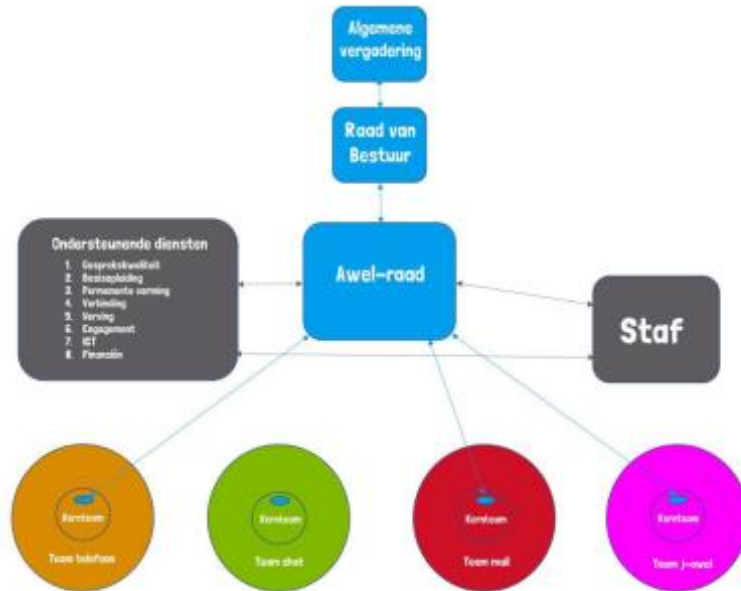 Algemene
vergadering
Raad van
Bestuur
Ondersteunende diensten
1. Gesprekskwaliteit
2. Basisopleiding
3. Permanente vorming
4. Verbinding
5. Werving
6. Engagement
7. ICT
8. Financiën
Awel-raad
Staf
Kernteam
Team telefoon
Kernteam
Team chat
Kernteam
Team mail
Kernteam
Team j-awel